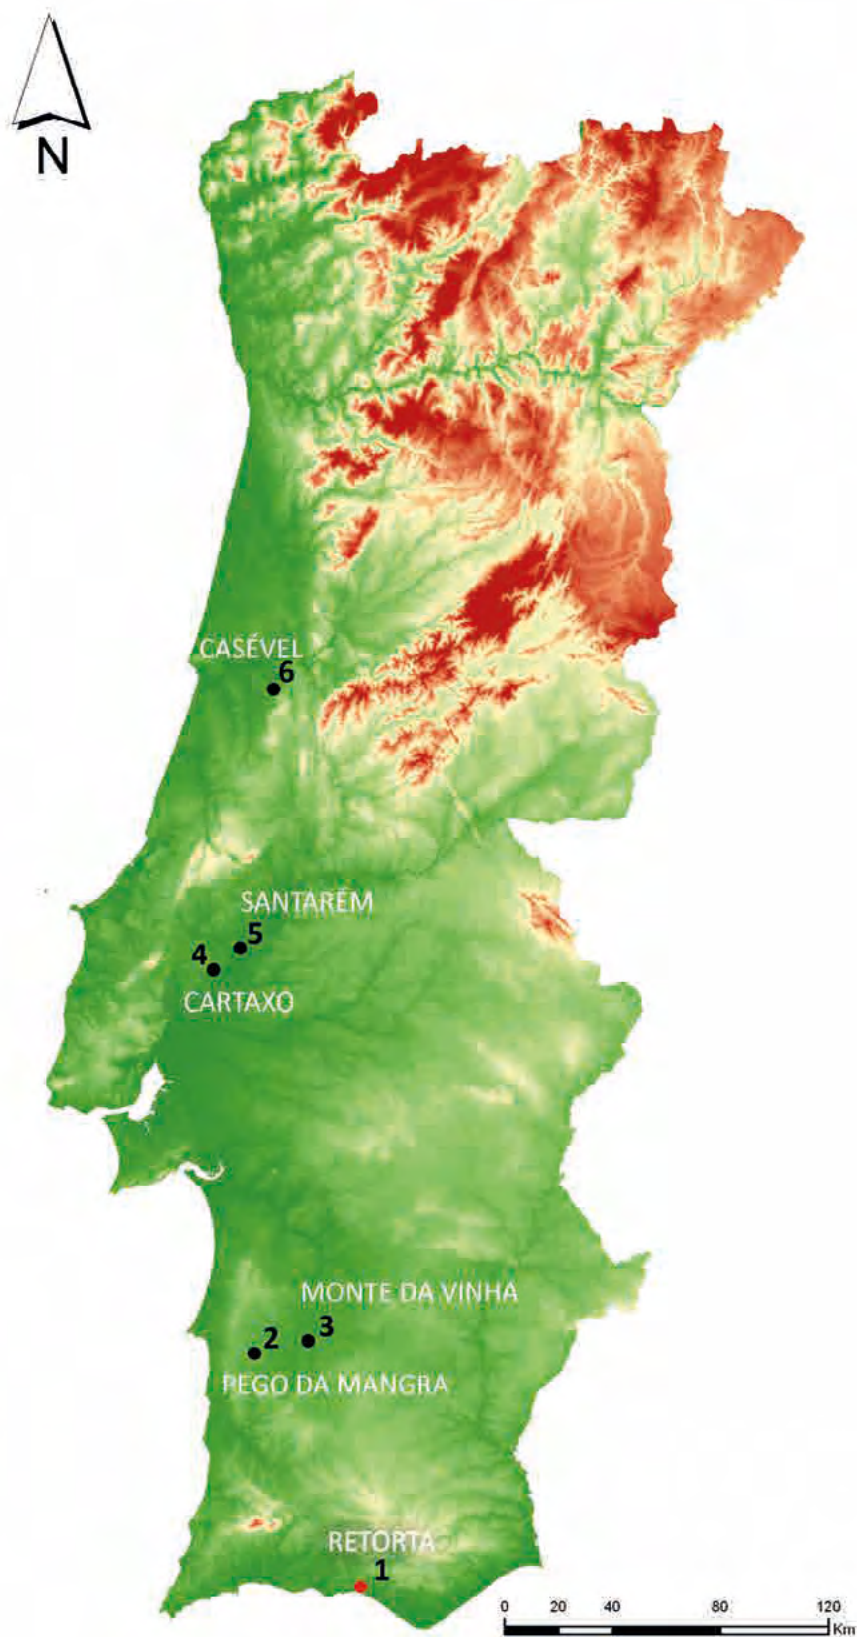 N
CASÉVEL
6
SANTARÉM
5
4
CARTAXO
MONTE DA VINHA
3
2
PEGO DA MANGRA
RETORTA
1
0 20 40 80 120
Km